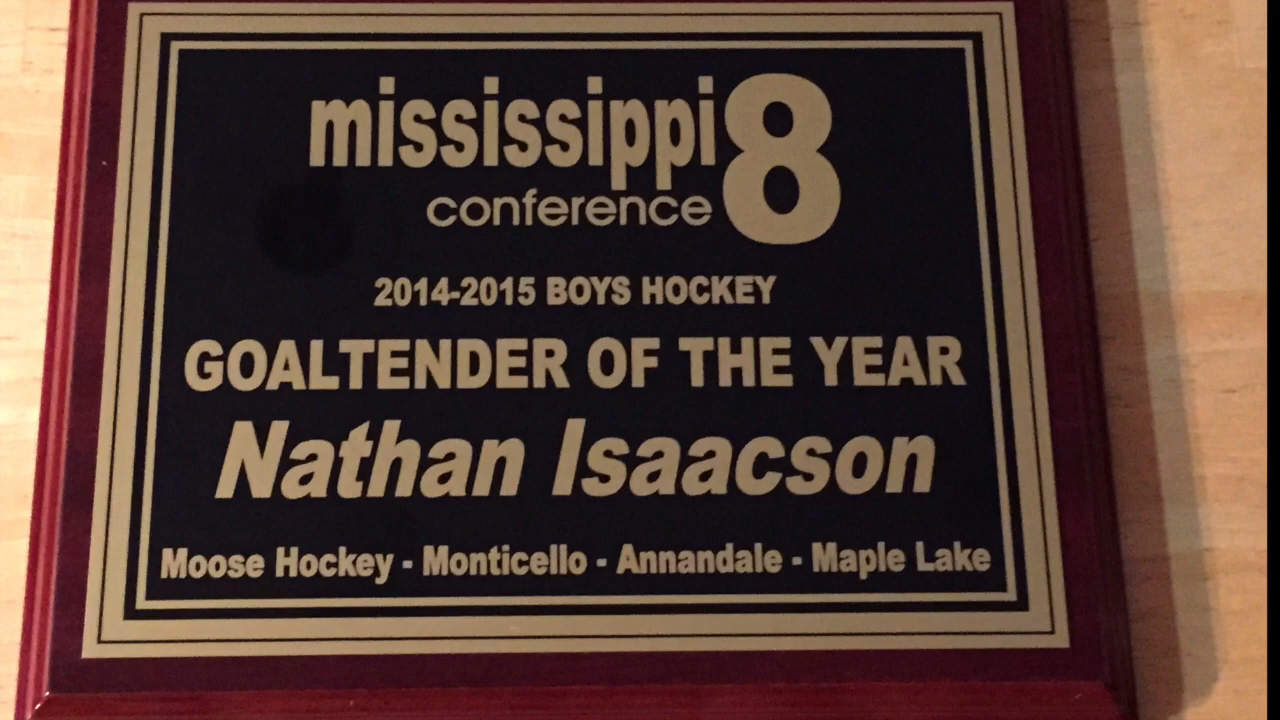 mississippi 8
conference
2014-2015 BOYS HOCKEY
GOALTENDER OF THE YEAR
Nathan Isaacson
Moose Hockey - Monticello - Annandale - Maple Lake